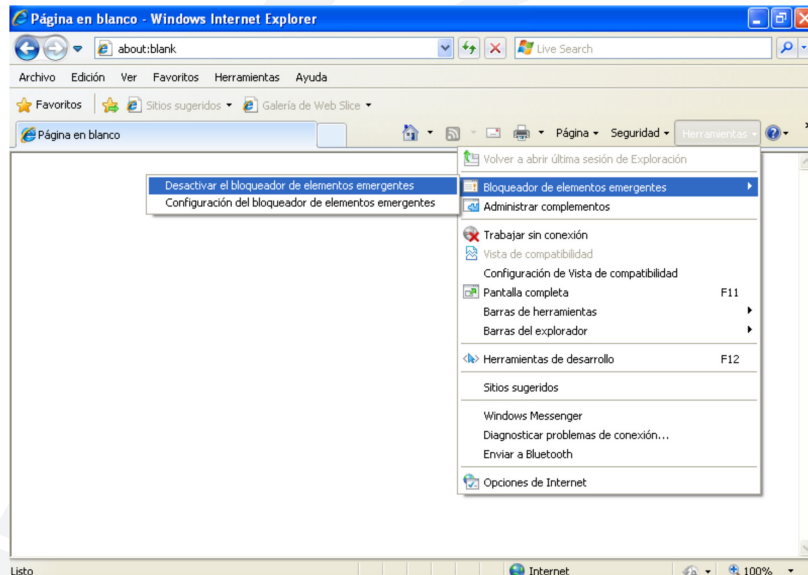 Página en blanco - Windows Internet Explorer
about:blank
Live Search
Archivo Edición Ver Favoritos Herramientas Ayuda
Favoritos Sitios sugeridos Galería de Web Slice
Página en blanco
Página Seguridad Herramientas
Volver a abrir última sesión de Exploración
Bloqueador de elementos emergentes
Desactivar el bloqueador de elementos emergentes
Configuración del bloqueador de elementos emergentes
Administrar complementos
Trabajar sin conexión
Vista de compatibilidad
Configuración de Vista de compatibilidad
Pantalla completa F11
Barras de herramientas
Barras del explorador
Herramientas de desarrollo F12
Sitios sugeridos
Windows Messenger
Diagnosticar problemas de conexión...
Enviar a Bluetooth
Opciones de Internet
Listo Internet 100%